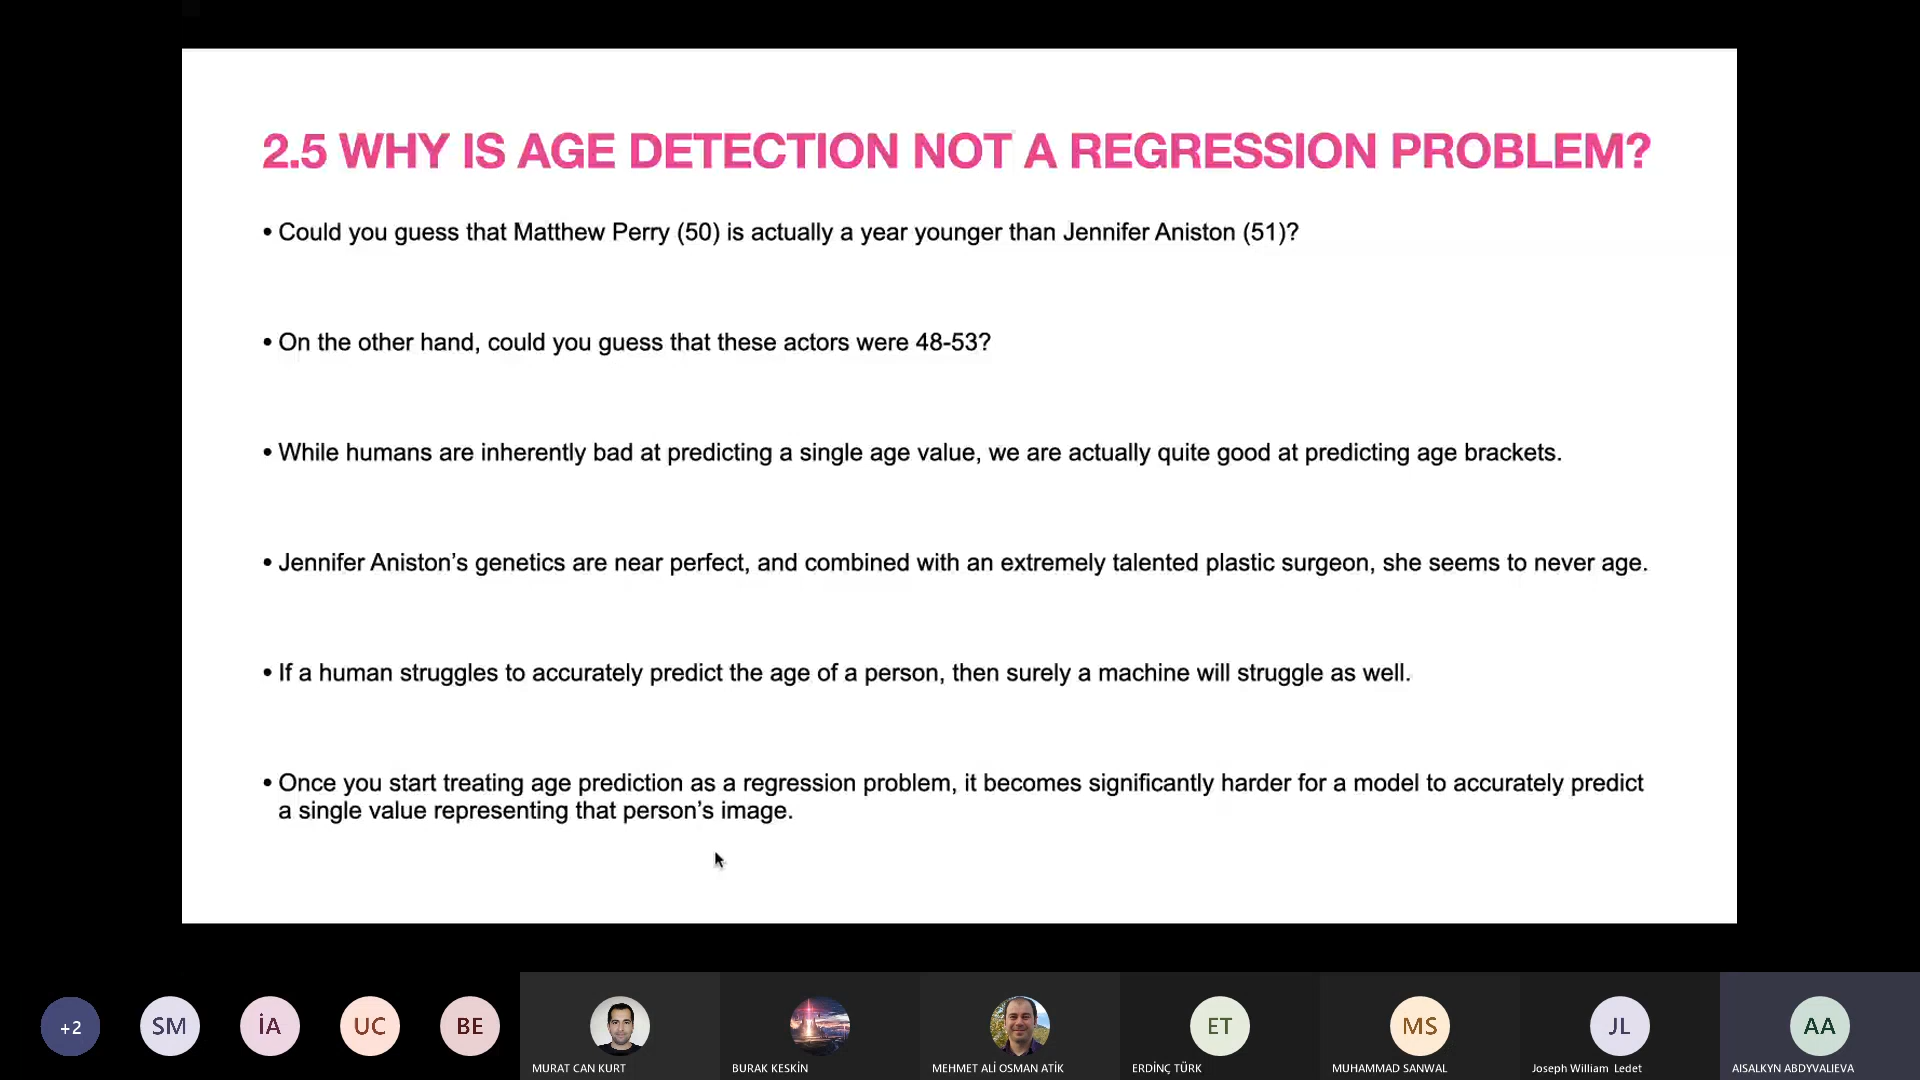 2.5 WHY IS AGE DETECTION NOT A REGRESSION PROBLEM?
• Could you guess that Matthew Perry (50) is actually a year younger than Jennifer Aniston (51)?
• On the other hand, could you guess that these actors were 48-53?
• While humans are inherently bad at predicting a single age value, we are actually quite good at predicting age brackets.
• Jennifer Aniston’s genetics are near perfect, and combined with an extremely talented plastic surgeon, she seems to never age.
• If a human struggles to accurately predict the age of a person, then surely a machine will struggle as well.
• Once you start treating age prediction as a regression problem, it becomes significantly harder for a model to accurately predict
a single value representing that person’s image.
+2
SM
İA
UC
BE
MURAT CAN KURT
BURAK KESKİN
MEHMET ALİ OSMAN ATİK
ET
ERDİNÇ TÜRK
MS
MUHAMMAD SANWAL
JL
Joseph William Ledet
AA
AISALKYN ABDYVALIEVA